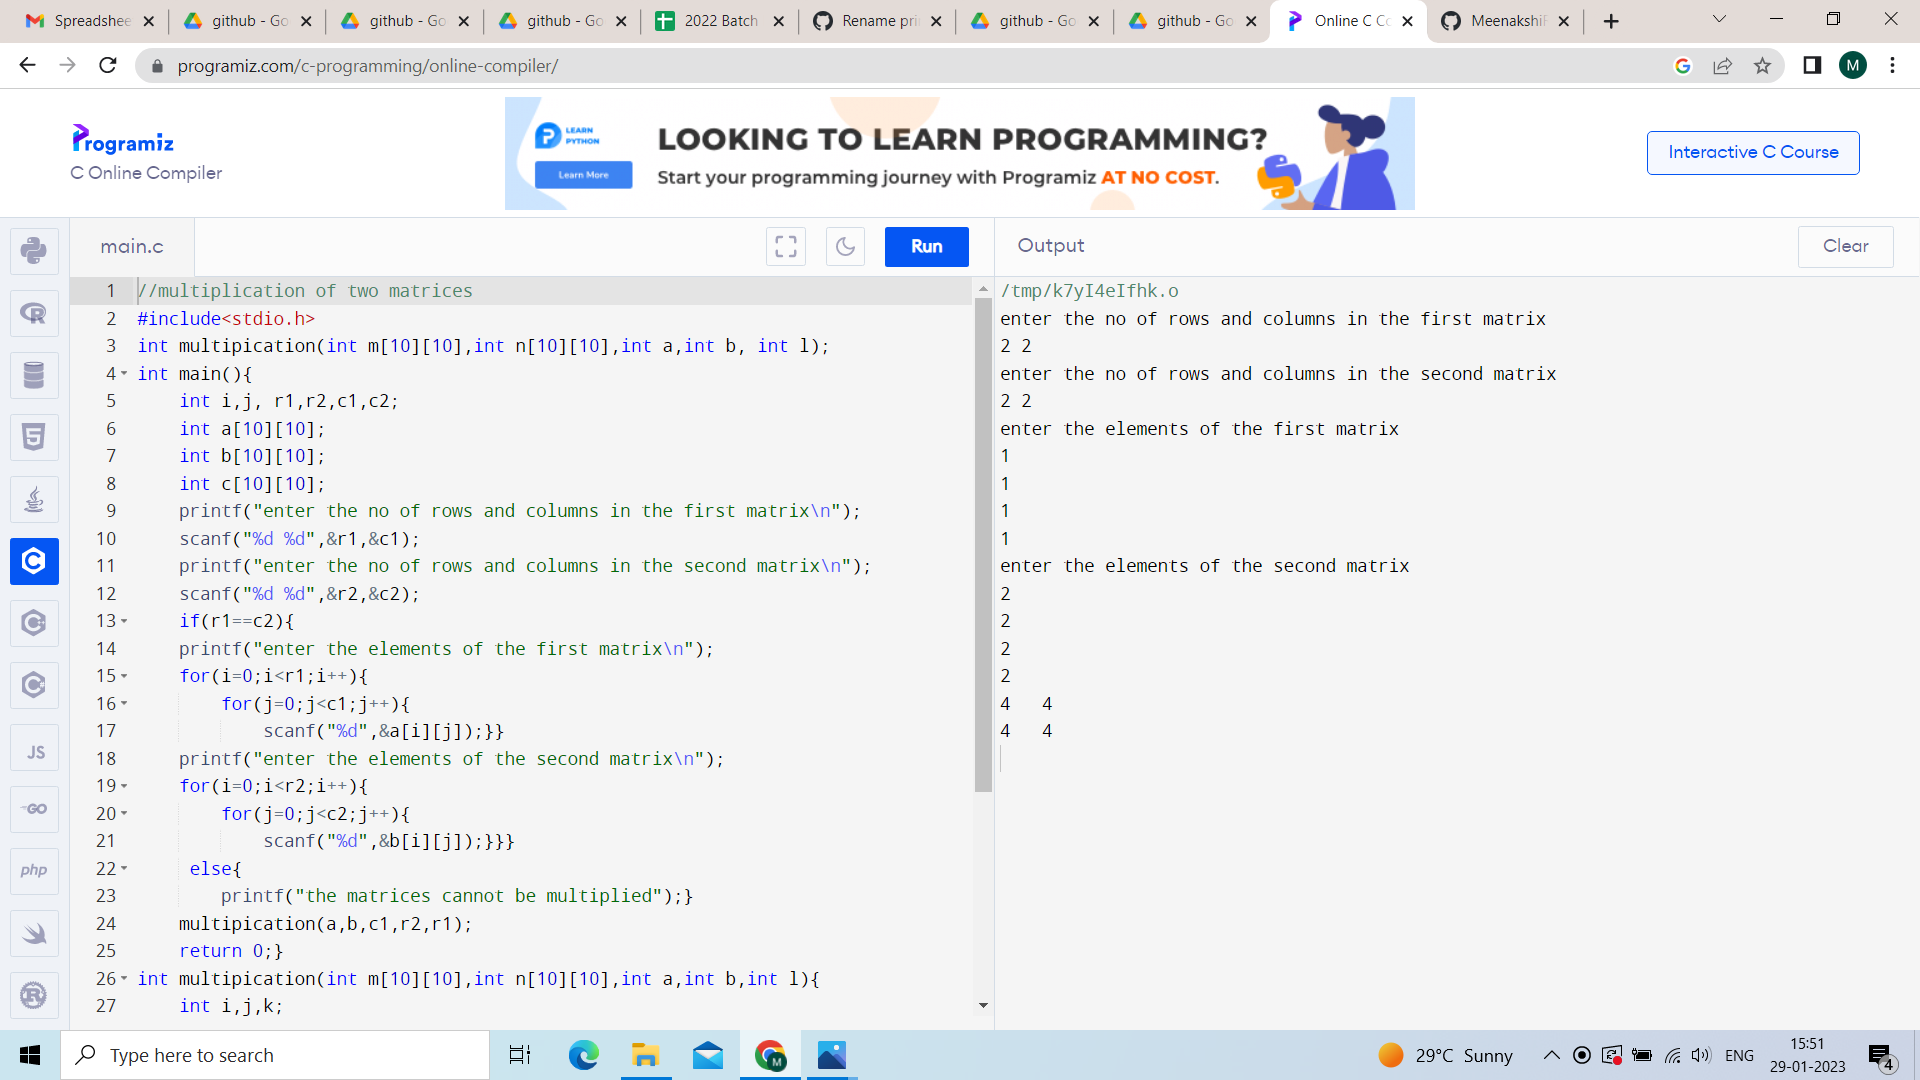 Spreadshee
github - Go
github - Go
github - Go
2022 Batch
Rename pri
github - Go
github - Go
Online C Co
Meenakshi
programiz.com/c-programming/online-compiler/
M
Programiz
C Online Compiler
LEARN
PYTHON
Learn More
LOOKING TO LEARN PROGRAMMING?
Start your programming journey with Programiz AT NO COST.
Interactive C Course
main.c
Run
Output
Clear
1 //multiplication of two matrices
2 #include<stdio.h>
3 int multipication(int m[10][10],int n[10][10],int a,int b, int l);
4 int main(){
5 int i,j, r1,r2,c1,c2;
6 int a[10][10];
7 int b[10][10];
8 int c[10][10];
9 printf("enter the no of rows and columns in the first matrix\n");
10 scanf("%d %d",&r1,&c1);
11 printf("enter the no of rows and columns in the second matrix\n");
12 scanf("%d %d",&r2,&c2);
13 if(r1==c2){
14 printf("enter the elements of the first matrix\n");
15 for(i=0;i<r1;i++){
16 for(j=0;j<c1;j++){
17 scanf("%d",&a[i][j]);}}
18 printf("enter the elements of the second matrix\n");
19 for(i=0;i<r2;i++){
20 for(j=0;j<c2;j++){
21 scanf("%d",&b[i][j]);}}}
22 else{
23 printf("the matrices cannot be multiplied");}
24 multipication(a,b,c1,r2,r1);
25 return 0;}
26 int multipication(int m[10][10],int n[10][10],int a,int b,int l){
27 int i,j,k;
/tmp/k7yI4eIfhk.o
enter the no of rows and columns in the first matrix
2 2
enter the no of rows and columns in the second matrix
2 2
enter the elements of the first matrix
1
1
1
1
enter the elements of the second matrix
2
2
2
2
4 4
4 4
R
5
C
C
JS
GO
php
R
Type here to search
M
29°C Sunny
ENG
15:51
29-01-2023
4